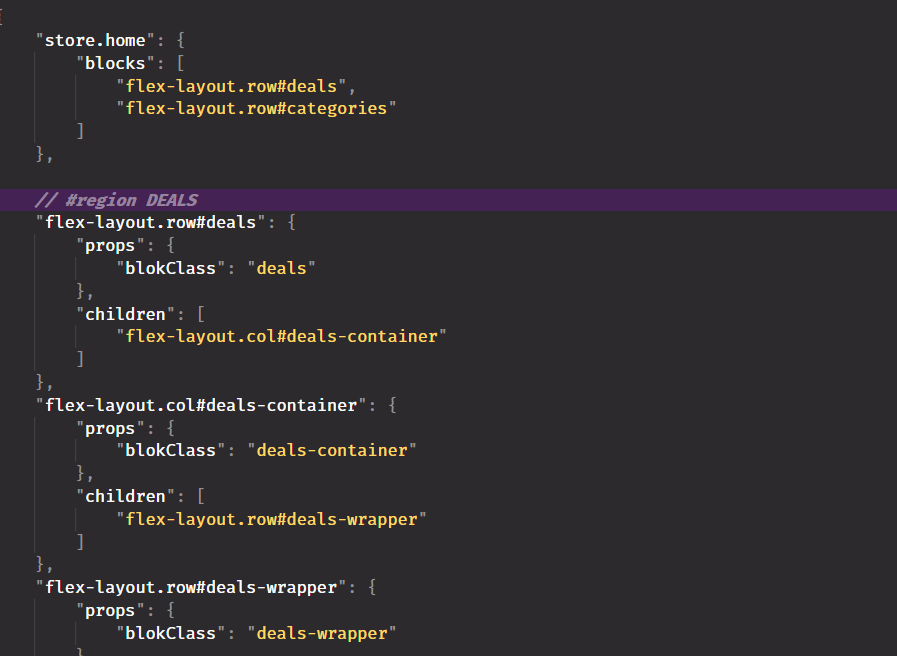 {
"store.home": {
"blocks": [
"flex-layout.row#deals",
"flex-layout.row#categories"
]
},
// #region DEALS
"flex-layout.row#deals": {
"props": {
"blokClass": "deals"
},
"children": [
"flex-layout.col#deals-container"
]
},
"flex-layout.col#deals-container": {
"props": {
"blokClass": "deals-container"
},
"children": [
"flex-layout.row#deals-wrapper"
]
},
"flex-layout.row#deals-wrapper": {
"props": {
"blokClass": "deals-wrapper"
}